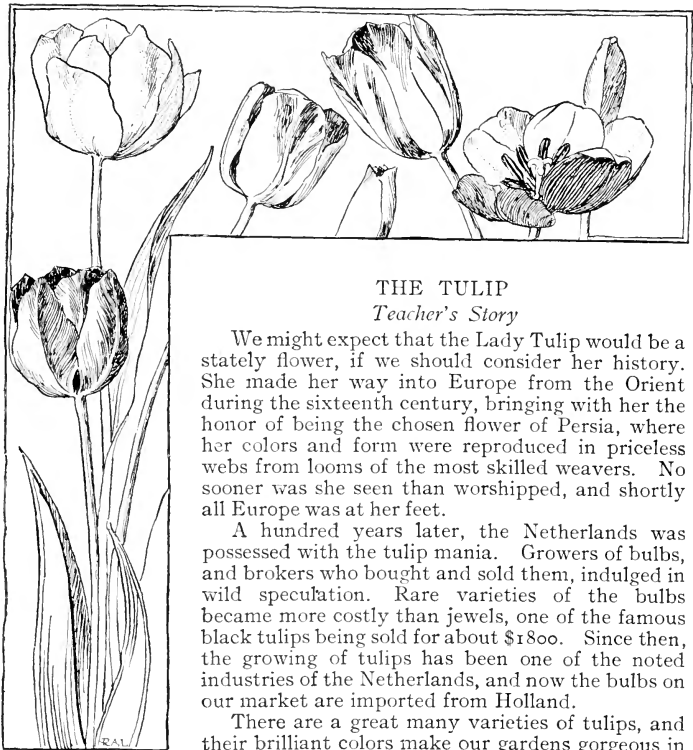 THE TULIP
Teacher's Story
We might expect that the Lady Tulip would be a
stately flower, if we should consider her history.
She made her way into Europe from the Orient
during the sixteenth century, bringing with her the
honor of being the chosen flower of Persia, where
her colors and form were reproduced in priceless
webs from looms of the most skilled weavers. No
sooner was she seen than worshipped, and shortly
all Europe was at her feet.
A hundred years later, the Netherlands was
possessed with the tulip mania. Growers of bulbs,
and brokers who bought and sold them, indulged in
wild speculation. Rare varieties of the bulbs
became more costly than jewels, one of the famous
black tulips being sold for about $1800. Since then,
the growing of tulips has been one of the noted
industries of the Netherlands, and now the bulbs on
our market are imported from Holland.
There are a great many varieties of tulips, and
their brilliant colors make our gardens gorgeous in
R.A.L.